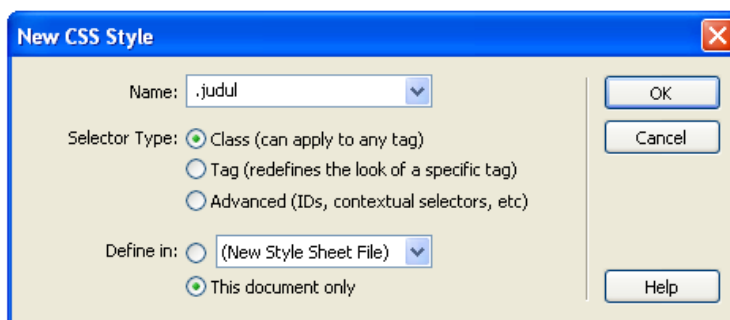 New CSS Style
Name: .judul
OK
Selector Type: Class (can apply to any tag)
Cancel
Tag (redefines the look of a specific tag)
Advanced (IDs, contextual selectors, etc)
Define in: (New Style Sheet File)
This document only
Help